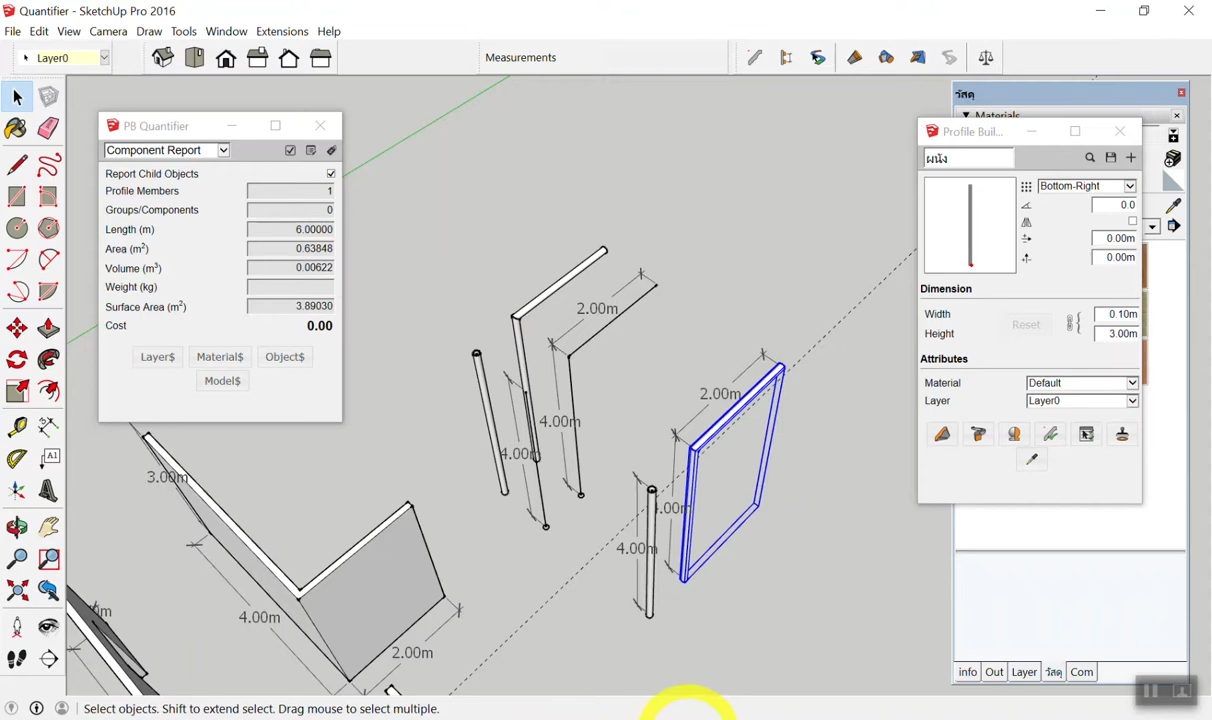 Quantifier - SketchUp Pro 2016
File Edit View Camera Draw Tools Window Extensions Help
Layer0
Measurements
PB Quantifier
Component Report
Report Child Objects
Profile Members 1
Groups/Components 0
Length (m) 6.00000
Area (m²) 0.63848
Volume (m³) 0.00622
Weight (kg)
Surface Area (m²) 3.89030
Cost 0.00
Layer$ Material$ Object$
Model$
วัสดุ
Materials
Profile Buil...
ผนัง
Bottom-Right
0.0
0.00m
0.00m
Dimension
Width 0.10m
Height 3.00m
Reset
Attributes
Material Default
Layer Layer0
2.00m
2.00m
4.00m
4.00m
4.00m
3.00m
4.00m
2.00m
A1
info Out Layer วัสดุ Com
Select objects. Shift to extend select. Drag mouse to select multiple.